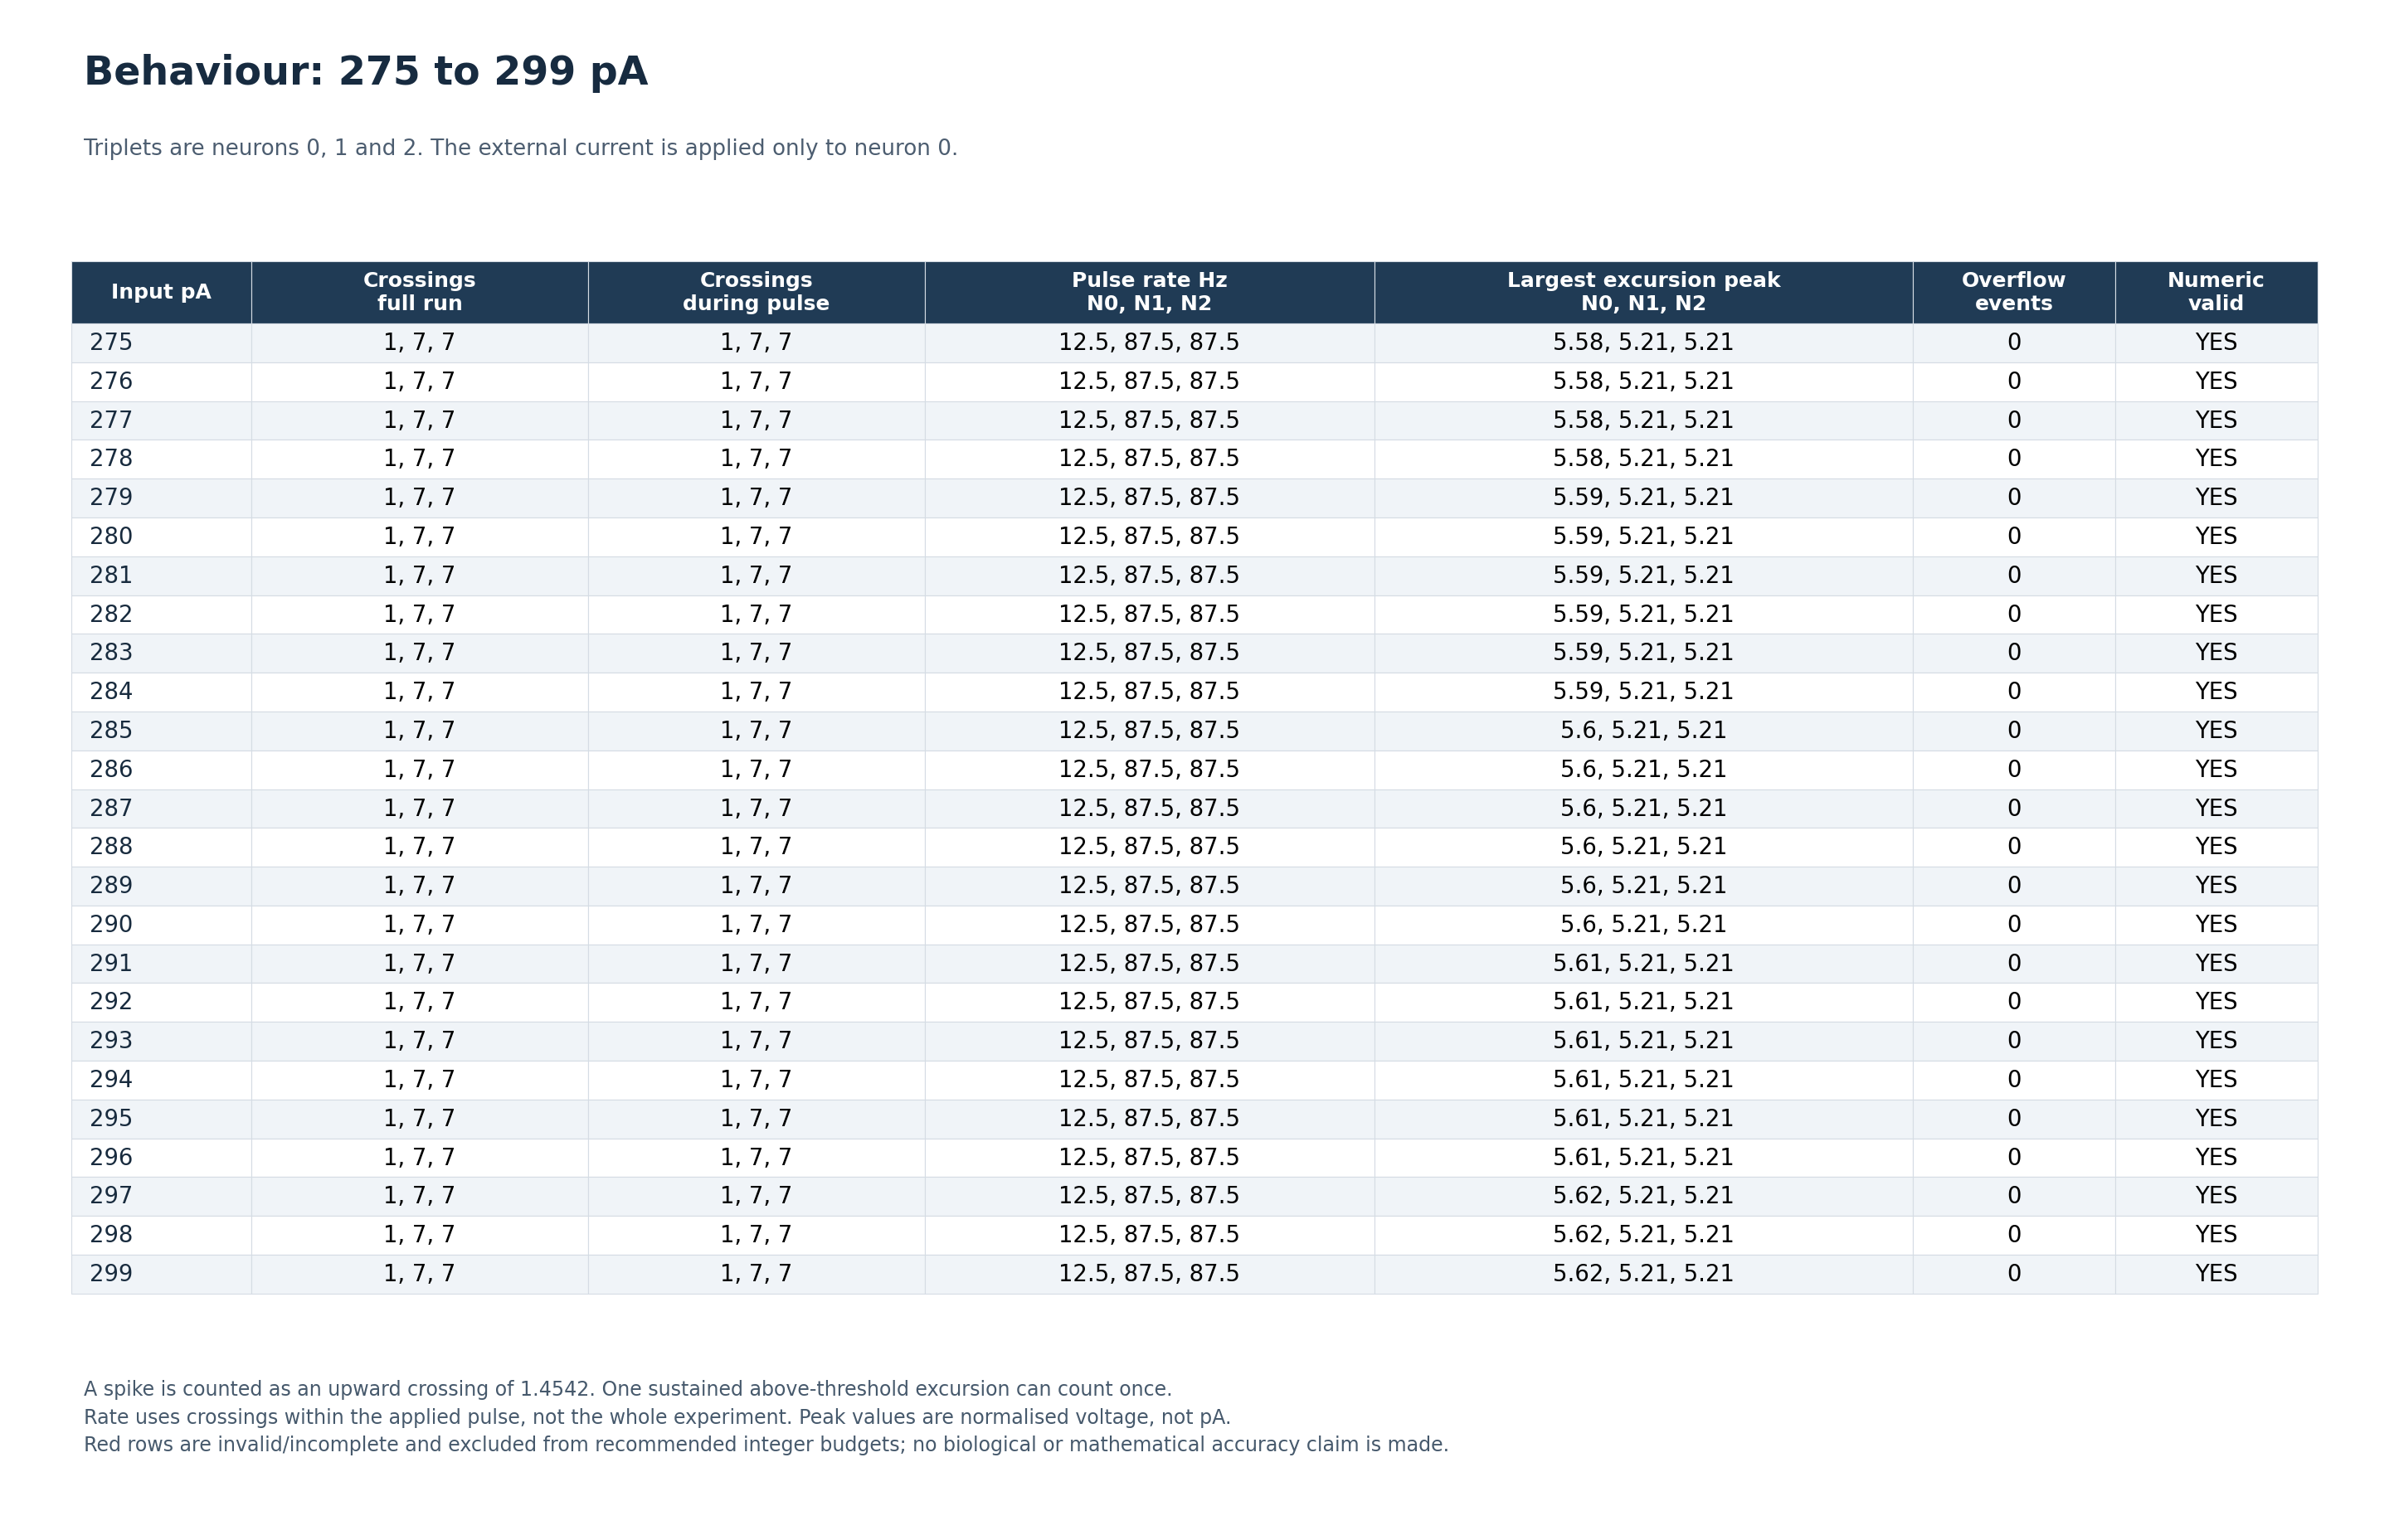 Behaviour: 275 to 299 pA
Triplets are neurons 0, 1 and 2. The external current is applied only to neuron 0.
Input pA Crossings full run Crossings during pulse Pulse rate Hz N0, N1, N2 Largest excursion peak N0, N1, N2 Overflow events Numeric valid
275 1, 7, 7 1, 7, 7 12.5, 87.5, 87.5 5.58, 5.21, 5.21 0 YES
276 1, 7, 7 1, 7, 7 12.5, 87.5, 87.5 5.58, 5.21, 5.21 0 YES
277 1, 7, 7 1, 7, 7 12.5, 87.5, 87.5 5.58, 5.21, 5.21 0 YES
278 1, 7, 7 1, 7, 7 12.5, 87.5, 87.5 5.58, 5.21, 5.21 0 YES
279 1, 7, 7 1, 7, 7 12.5, 87.5, 87.5 5.59, 5.21, 5.21 0 YES
280 1, 7, 7 1, 7, 7 12.5, 87.5, 87.5 5.59, 5.21, 5.21 0 YES
281 1, 7, 7 1, 7, 7 12.5, 87.5, 87.5 5.59, 5.21, 5.21 0 YES
282 1, 7, 7 1, 7, 7 12.5, 87.5, 87.5 5.59, 5.21, 5.21 0 YES
283 1, 7, 7 1, 7, 7 12.5, 87.5, 87.5 5.59, 5.21, 5.21 0 YES
284 1, 7, 7 1, 7, 7 12.5, 87.5, 87.5 5.59, 5.21, 5.21 0 YES
285 1, 7, 7 1, 7, 7 12.5, 87.5, 87.5 5.6, 5.21, 5.21 0 YES
286 1, 7, 7 1, 7, 7 12.5, 87.5, 87.5 5.6, 5.21, 5.21 0 YES
287 1, 7, 7 1, 7, 7 12.5, 87.5, 87.5 5.6, 5.21, 5.21 0 YES
288 1, 7, 7 1, 7, 7 12.5, 87.5, 87.5 5.6, 5.21, 5.21 0 YES
289 1, 7, 7 1, 7, 7 12.5, 87.5, 87.5 5.6, 5.21, 5.21 0 YES
290 1, 7, 7 1, 7, 7 12.5, 87.5, 87.5 5.6, 5.21, 5.21 0 YES
291 1, 7, 7 1, 7, 7 12.5, 87.5, 87.5 5.61, 5.21, 5.21 0 YES
292 1, 7, 7 1, 7, 7 12.5, 87.5, 87.5 5.61, 5.21, 5.21 0 YES
293 1, 7, 7 1, 7, 7 12.5, 87.5, 87.5 5.61, 5.21, 5.21 0 YES
294 1, 7, 7 1, 7, 7 12.5, 87.5, 87.5 5.61, 5.21, 5.21 0 YES
295 1, 7, 7 1, 7, 7 12.5, 87.5, 87.5 5.61, 5.21, 5.21 0 YES
296 1, 7, 7 1, 7, 7 12.5, 87.5, 87.5 5.61, 5.21, 5.21 0 YES
297 1, 7, 7 1, 7, 7 12.5, 87.5, 87.5 5.62, 5.21, 5.21 0 YES
298 1, 7, 7 1, 7, 7 12.5, 87.5, 87.5 5.62, 5.21, 5.21 0 YES
299 1, 7, 7 1, 7, 7 12.5, 87.5, 87.5 5.62, 5.21, 5.21 0 YES
A spike is counted as an upward crossing of 1.4542. One sustained above-threshold excursion can count once.
Rate uses crossings within the applied pulse, not the whole experiment. Peak values are normalised voltage, not pA.
Red rows are invalid/incomplete and excluded from recommended integer budgets; no biological or mathematical accuracy claim is made.